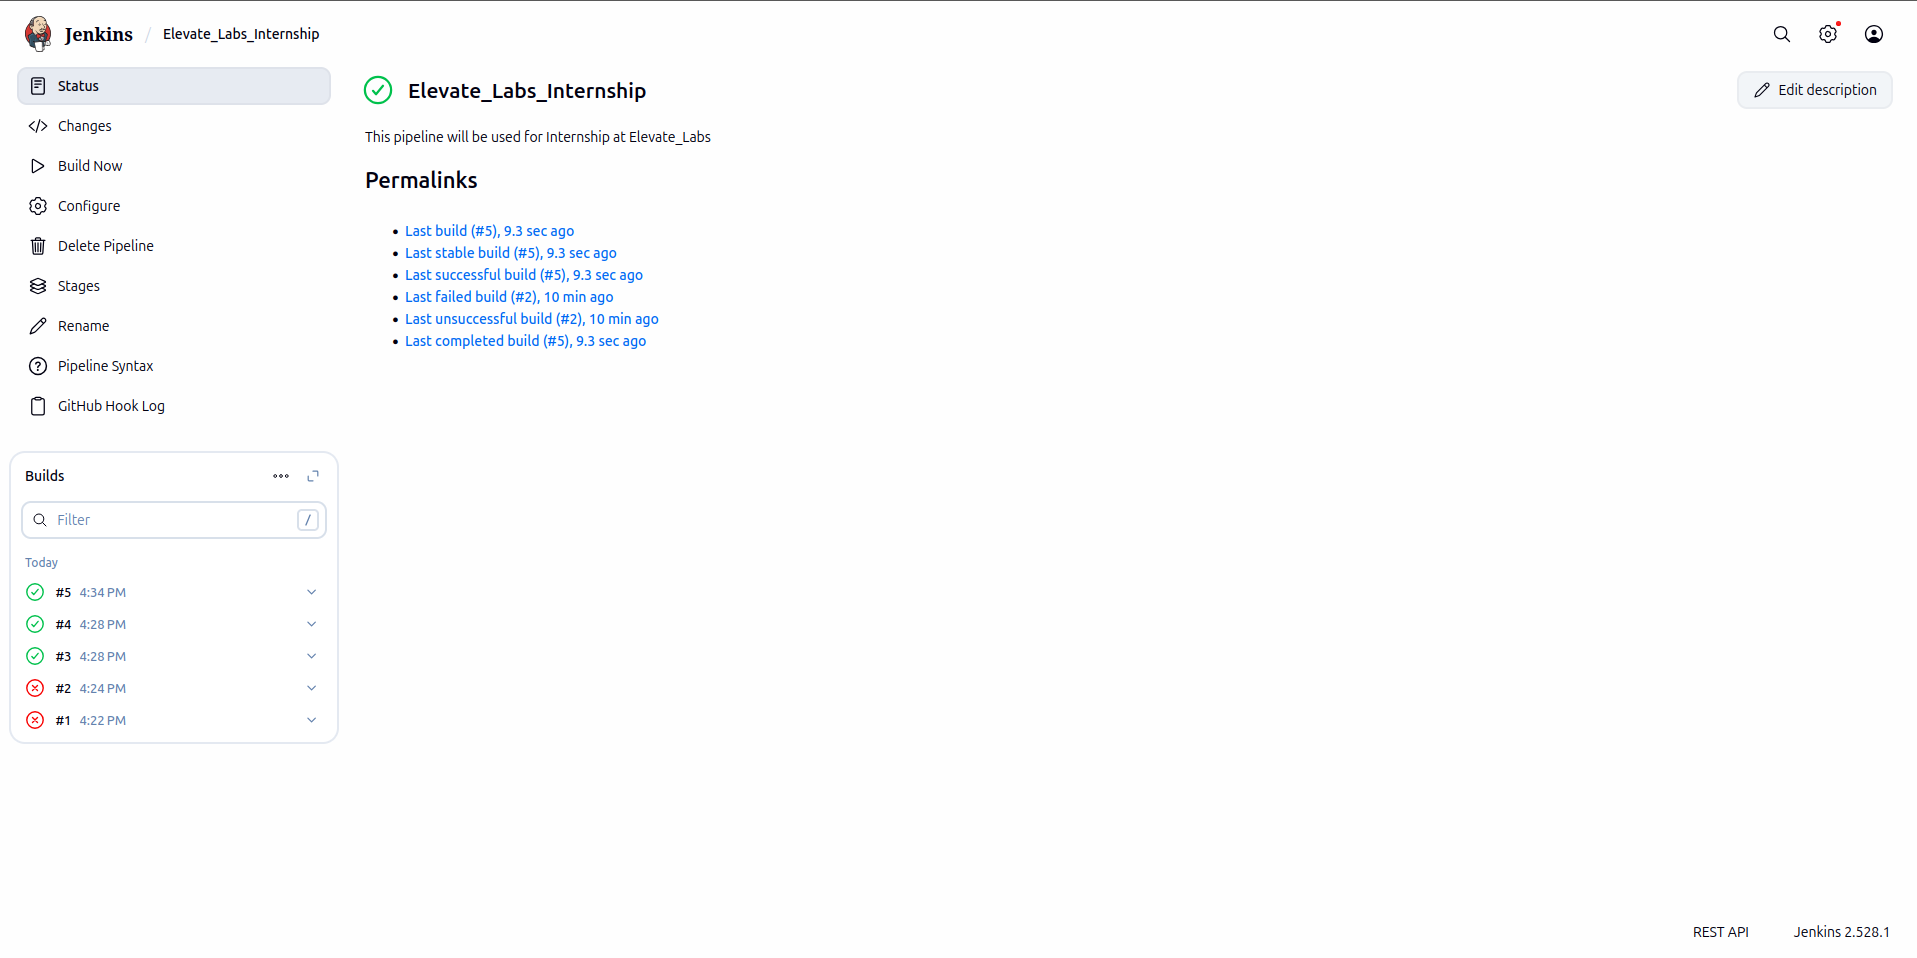 Jenkins / Elevate_Labs_Internship
Status
Changes
Build Now
Configure
Delete Pipeline
Stages
Rename
Pipeline Syntax
GitHub Hook Log
Builds
Filter /
Today
#5 4:34 PM
#4 4:28 PM
#3 4:28 PM
#2 4:24 PM
#1 4:22 PM
Elevate_Labs_Internship
Edit description
This pipeline will be used for Internship at Elevate_Labs
Permalinks
Last build (#5), 9.3 sec ago
Last stable build (#5), 9.3 sec ago
Last successful build (#5), 9.3 sec ago
Last failed build (#2), 10 min ago
Last unsuccessful build (#2), 10 min ago
Last completed build (#5), 9.3 sec ago
REST API
Jenkins 2.528.1